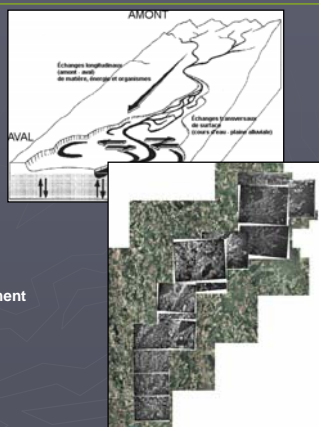 AMONT
Échanges longitudinaux
(amont - aval)
de matière, énergie et organismes
Échanges transversaux
de surface
(cours d'eau - plaine alluviale)
AVAL
ment